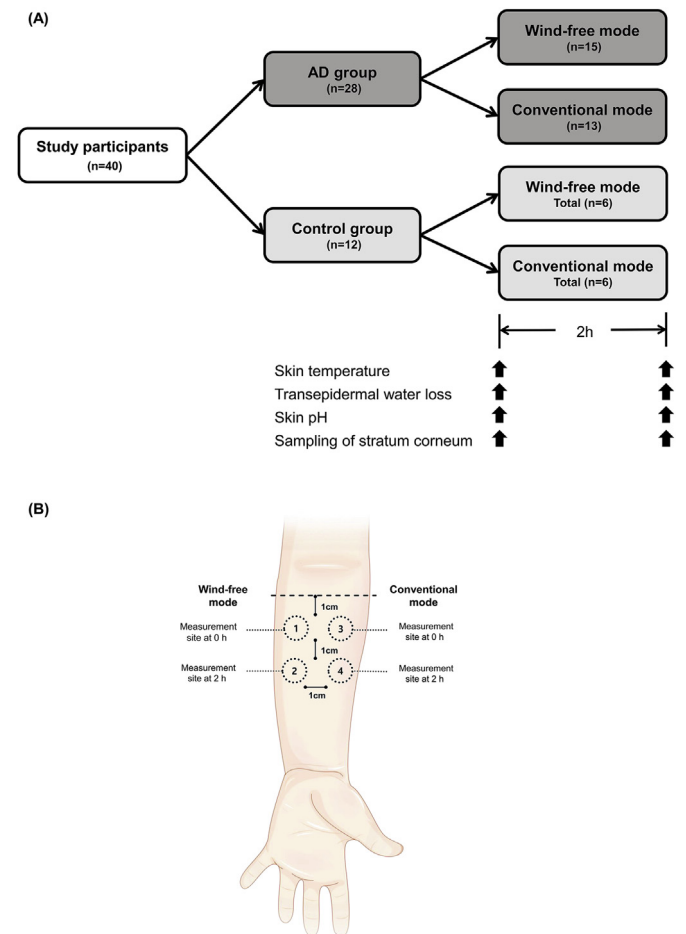 (A)
Wind-free mode
(n=15)
AD group
(n=28)
Conventional mode
(n=13)
Study participants
(n=40)
Wind-free mode
Total (n=6)
Control group
(n=12)
Conventional mode
Total (n=6)
2h
Skin temperature
Transepidermal water loss
Skin pH
Sampling of stratum corneum
(B)
Wind-free
mode
Conventional
mode
1cm
Measurement
site at 0 h
1
3
Measurement
site at 0 h
1cm
Measurement
site at 2 h
2
4
Measurement
site at 2 h
1cm